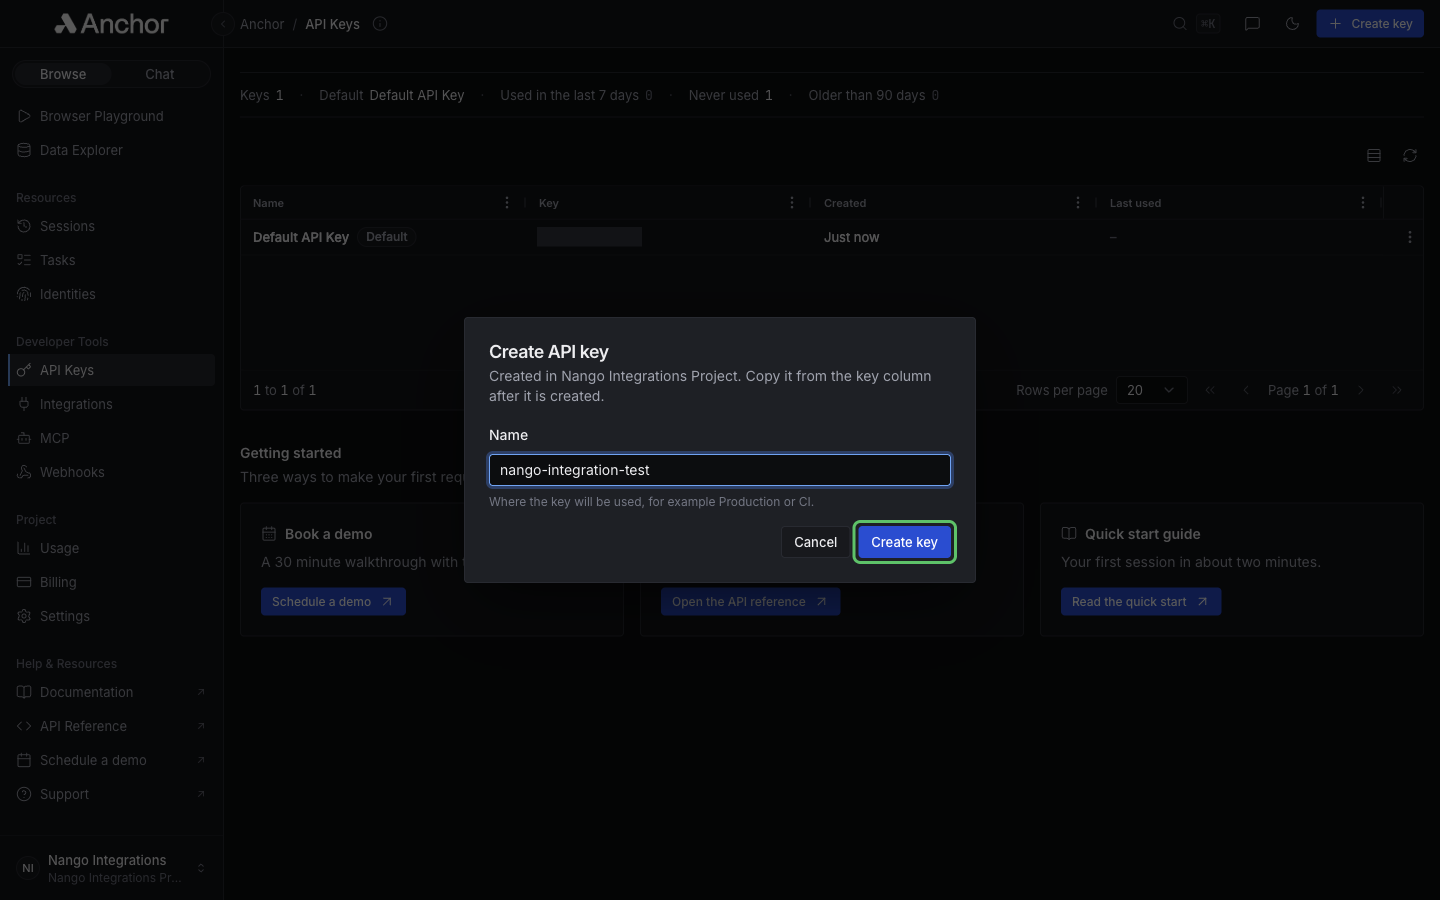 Anchor
Anchor / API Keys
⌘K
+ Create key
Browse
Chat
Browser Playground
Data Explorer
Resources
Sessions
Tasks
Identities
Developer Tools
API Keys
Integrations
MCP
Webhooks
Project
Usage
Billing
Settings
Help & Resources
Documentation
API Reference
Schedule a demo
Support
NI
Nango Integrations
Nango Integrations Pr...
Keys 1 · Default Default API Key · Used in the last 7 days 0 · Never used 1 · Older than 90 days 0
Name
Key
Created
Last used
Default API Key
Default
Just now
–
1 to 1 of 1
Rows per page
20
Page 1 of 1
Create API key
Created in Nango Integrations Project. Copy it from the key column
after it is created.
Name
nango-integration-test
Where the key will be used, for example Production or CI.
Cancel
Create key
Getting started
Three ways to make your first
Book a demo
A 30 minute walkthrough with
Schedule a demo
Open the API reference
Quick start guide
Your first session in about two minutes.
Read the quick start